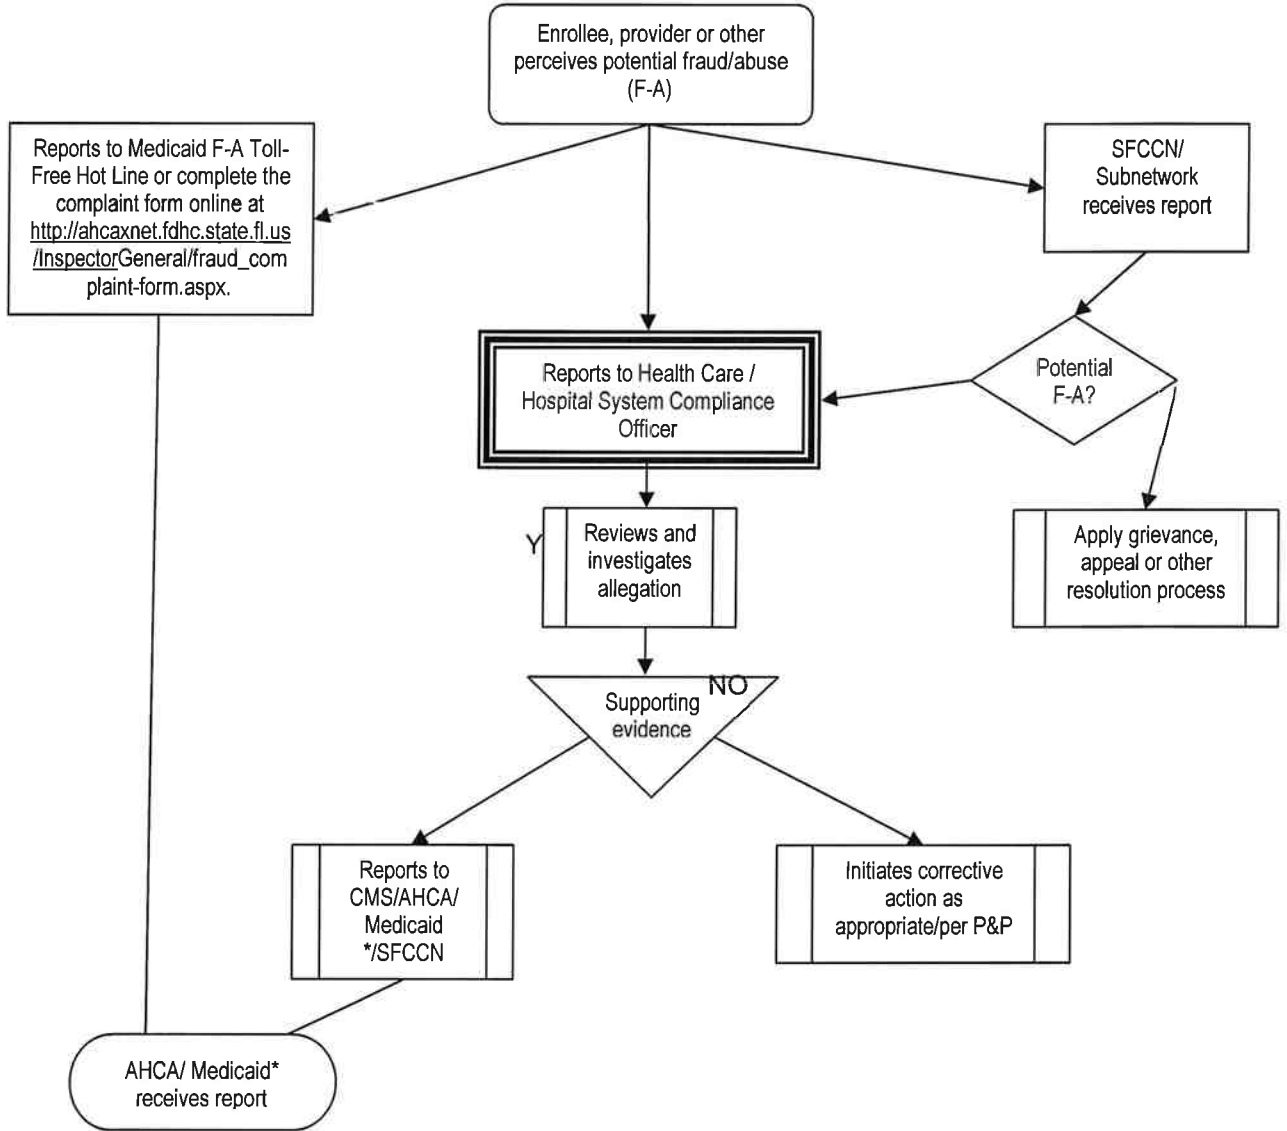 Enrollee, provider or other
perceives potential fraud/abuse
(F-A)
Reports to Medicaid F-A Toll-
Free Hot Line or complete the
complaint form online at
http://ahcaxnet.fdhc.state.fl.us
/InspectorGeneral/fraud_com
plaint-form.aspx.
SFCCN/
Subnetwork
receives report
Reports to Health Care /
Hospital System Compliance
Officer
Potential
F-A?
Y
Reviews and
investigates
allegation
Apply grievance,
appeal or other
resolution process
NO
Supporting
evidence
Reports to
CMS/AHCA/
Medicaid
*/SFCCN
Initiates corrective
action as
appropriate/per P&P
AHCA/ Medicaid*
receives report